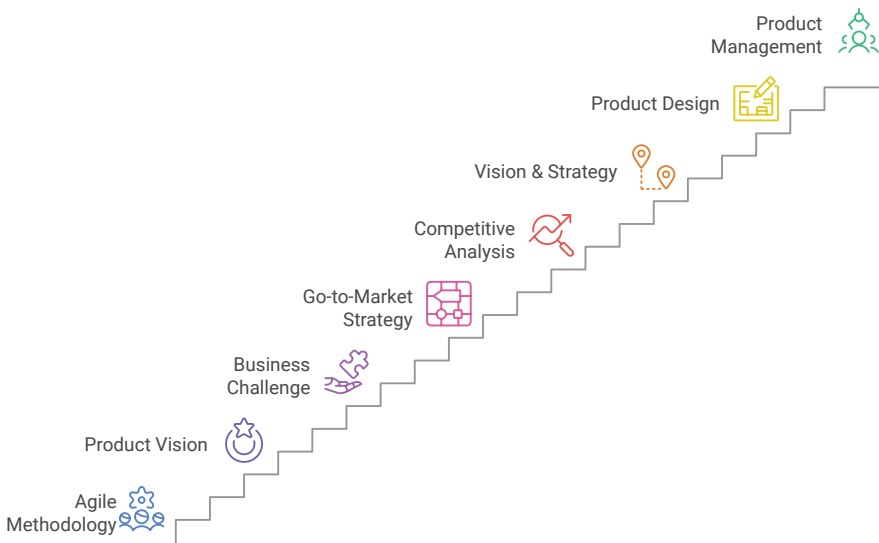 Product
Management
Product Design
Vision & Strategy
Competitive
Analysis
Go-to-Market
Strategy
Business
Challenge
Product Vision
Agile
Methodology